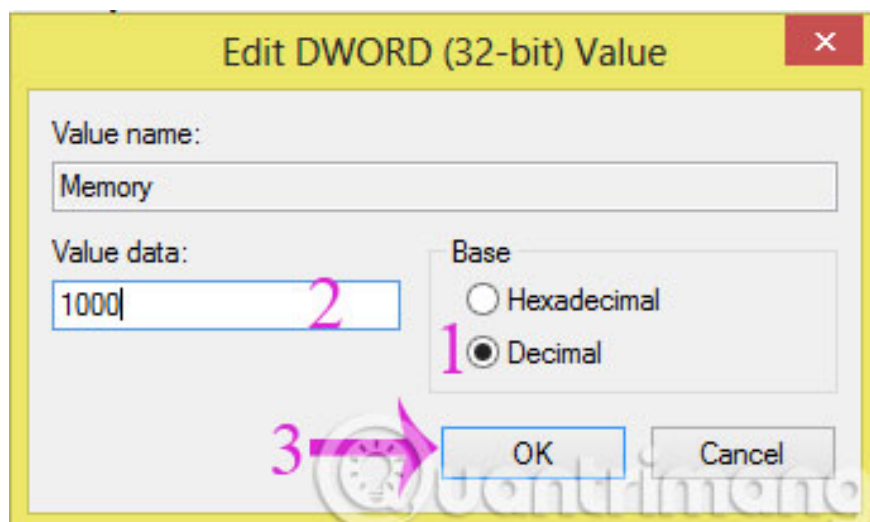 Edit DWORD (32-bit) Value
Value name:
Memory
Value data:
1000
2
Base
Hexadecimal
1
Decimal
3
OK
Cancel
Quantrimang